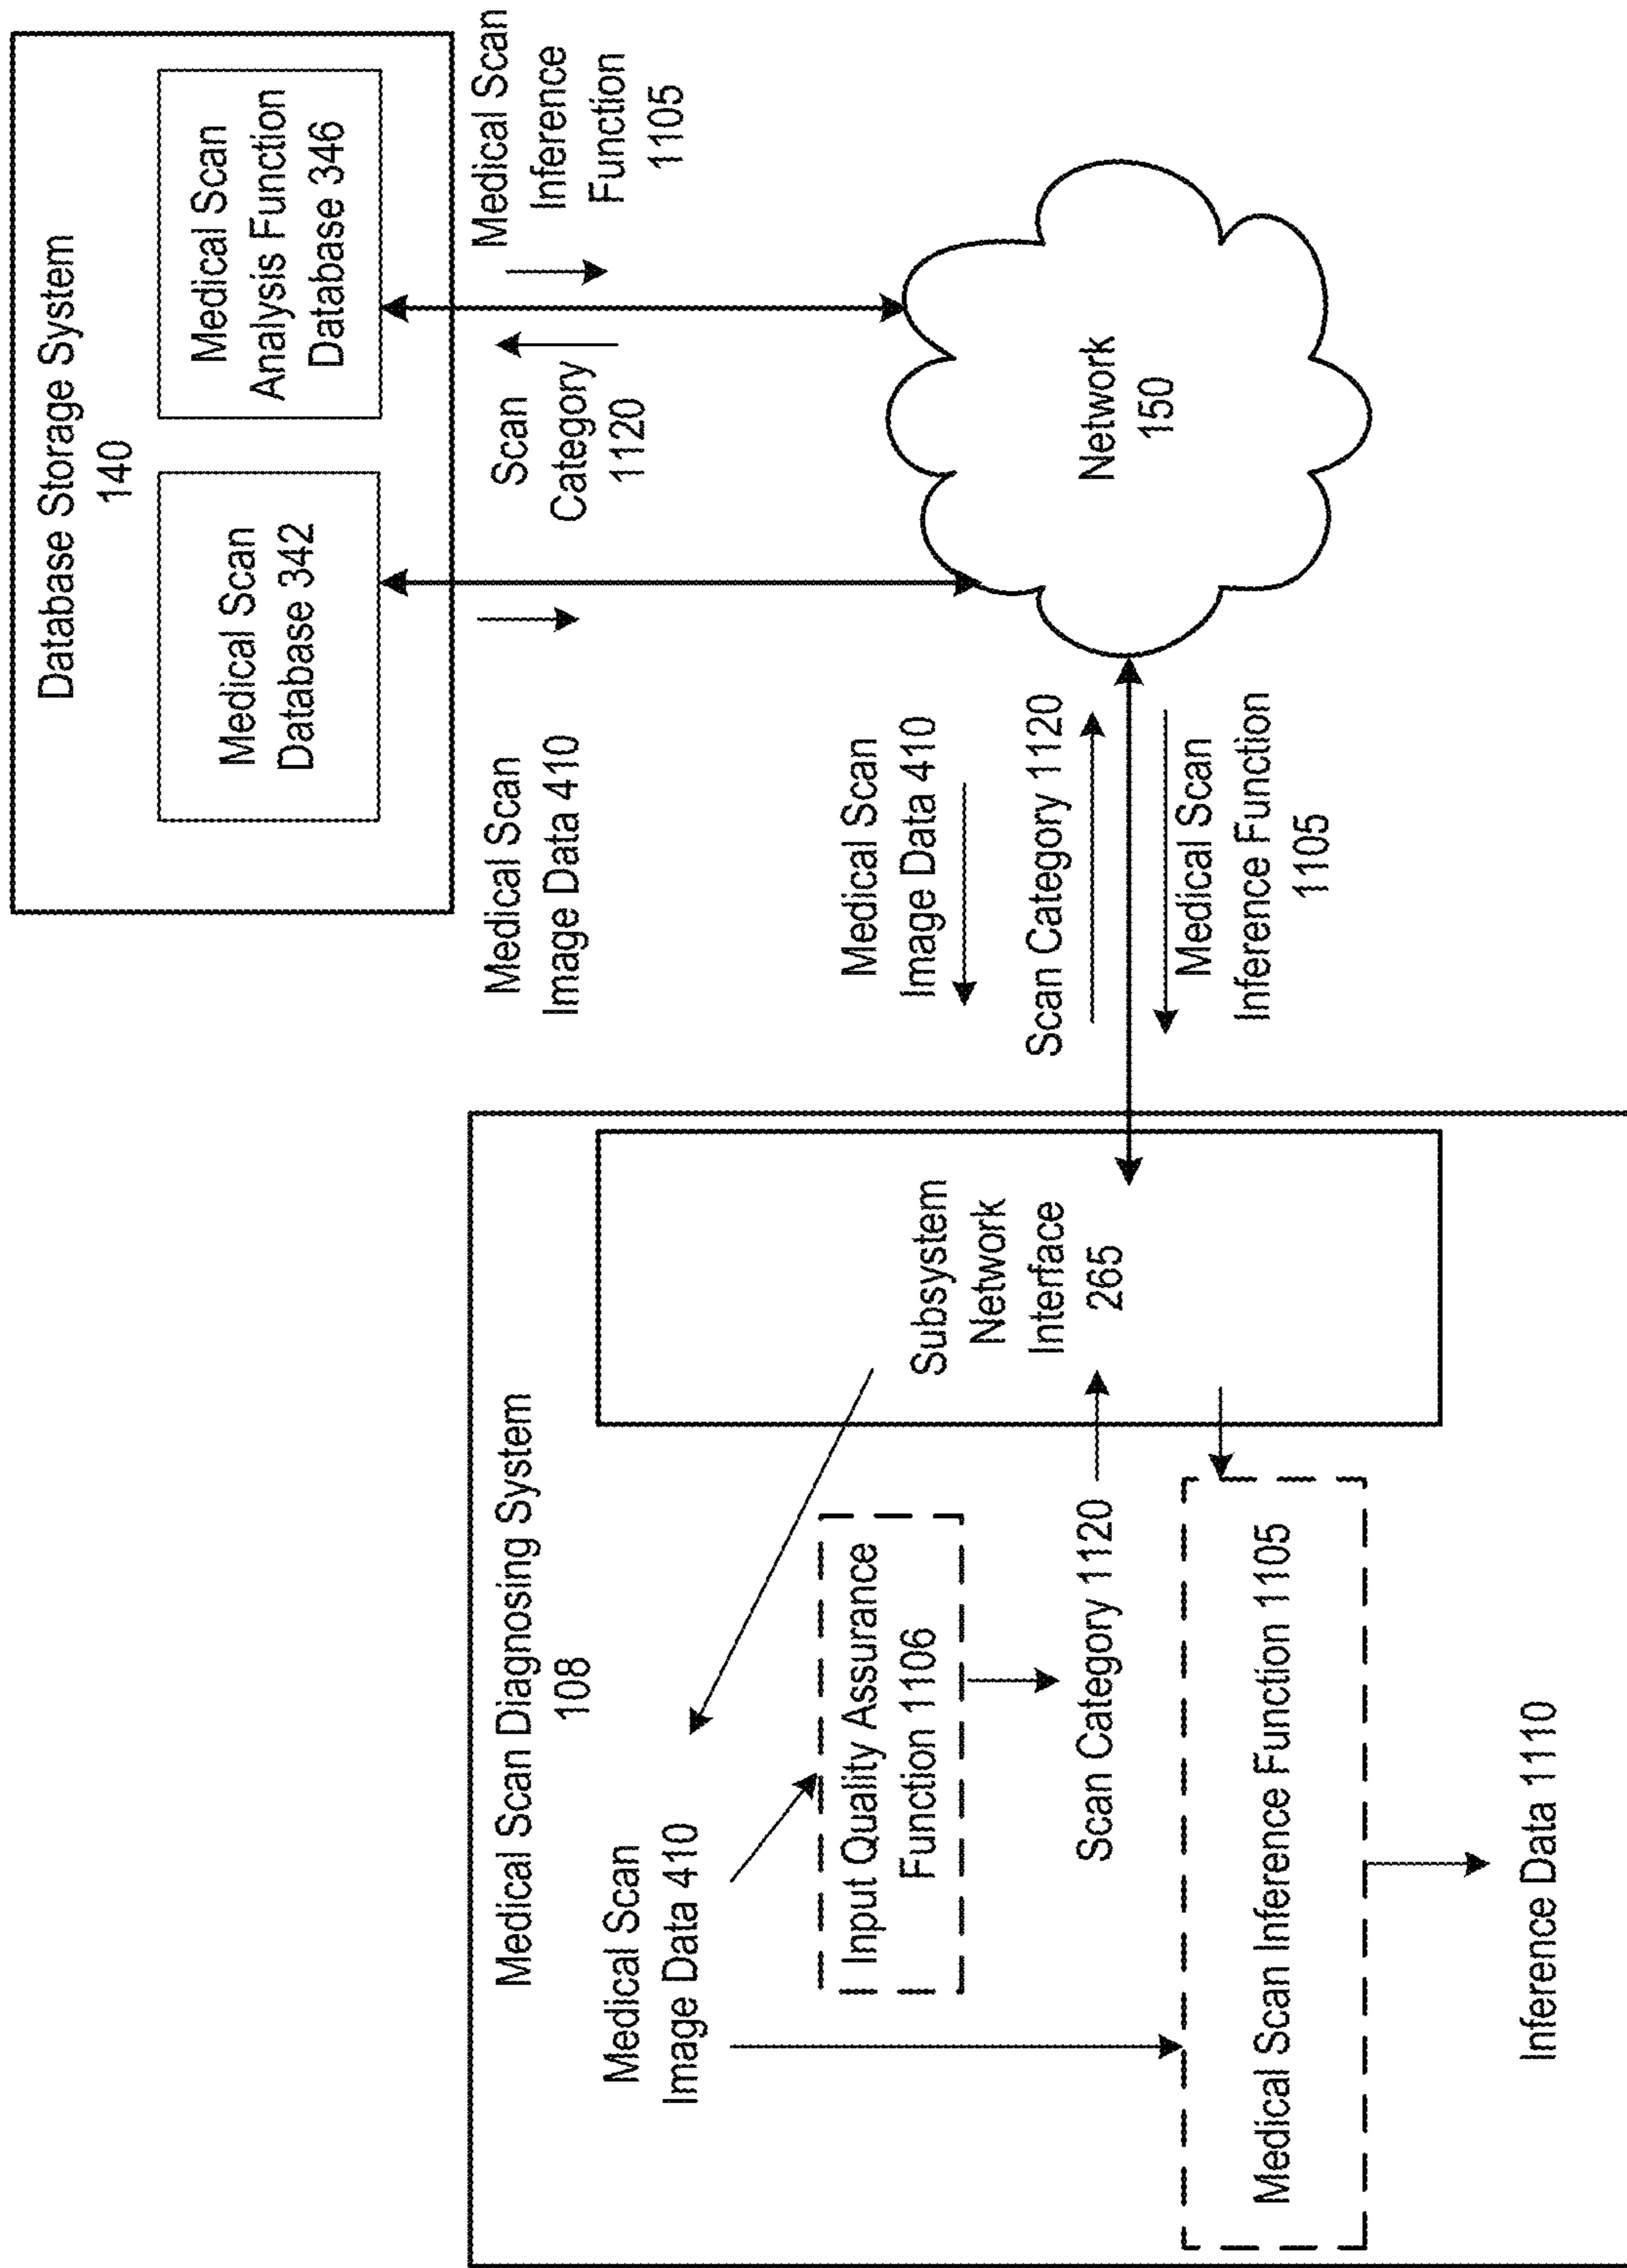 Database Storage System
140
Medical Scan
Database 342
Medical Scan
Analysis Function
Database 346
Medical Scan
Image Data 410
Scan
Category
1120
Medical Scan
Inference
Function
1105
Network
150
Medical Scan
Image Data 410
Scan Category 1120
Medical Scan
Inference Function
1105
Medical Scan Diagnosing System
108
Subsystem
Network
Interface
265
Medical Scan
Image Data 410
Input Quality Assurance
Function 1106
Scan Category 1120
Medical Scan Inference Function 1105
Inference Data 1110